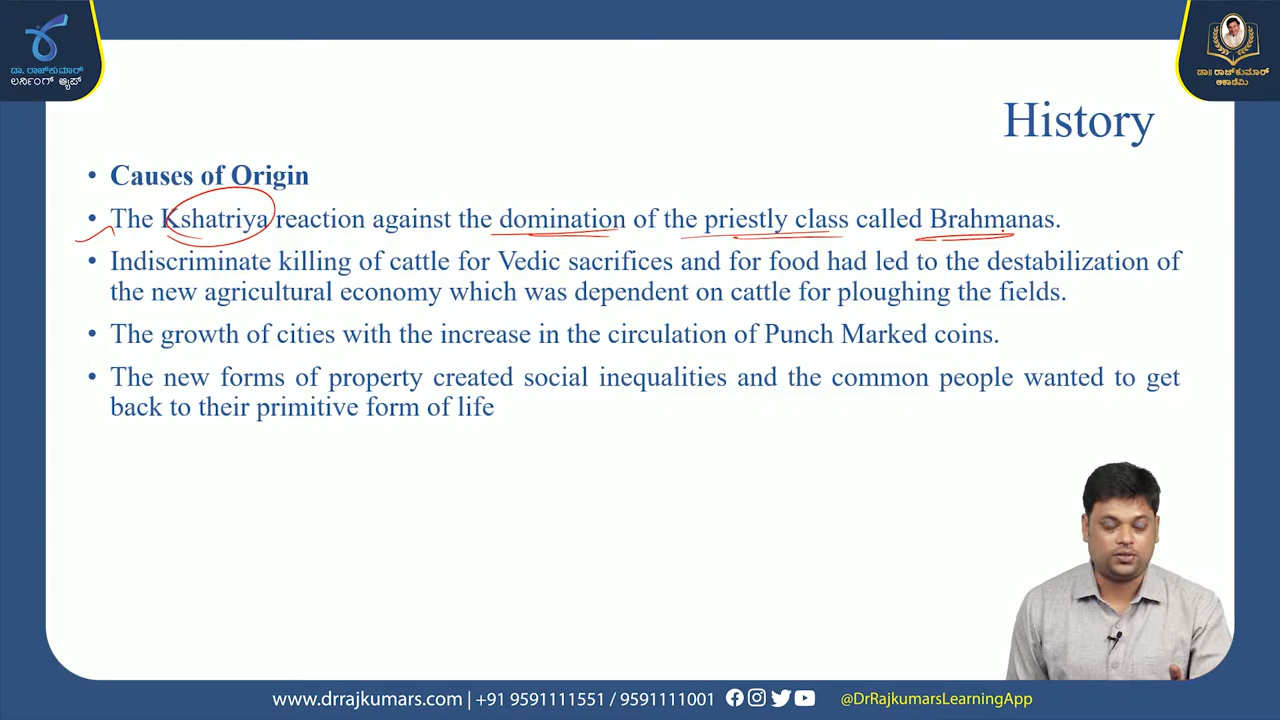 ಡಾ. ರಾಜ್‌ಕುಮಾರ್
ಲರ್ನಿಂಗ್ ಆ್ಯಪ್
ಡಾ|| ರಾಜ್‌ಕುಮಾರ್
ಅಕಾಡೆಮಿ
History
• Causes of Origin
• The Kshatriya reaction against the domination of the priestly class called Brahmanas.
• Indiscriminate killing of cattle for Vedic sacrifices and for food had led to the destabilization of
the new agricultural economy which was dependent on cattle for ploughing the fields.
• The growth of cities with the increase in the circulation of Punch Marked coins.
• The new forms of property created social inequalities and the common people wanted to get
back to their primitive form of life
www.drrajkumars.com | +91 9591111551 / 9591111001 @DrRajkumarsLearningApp